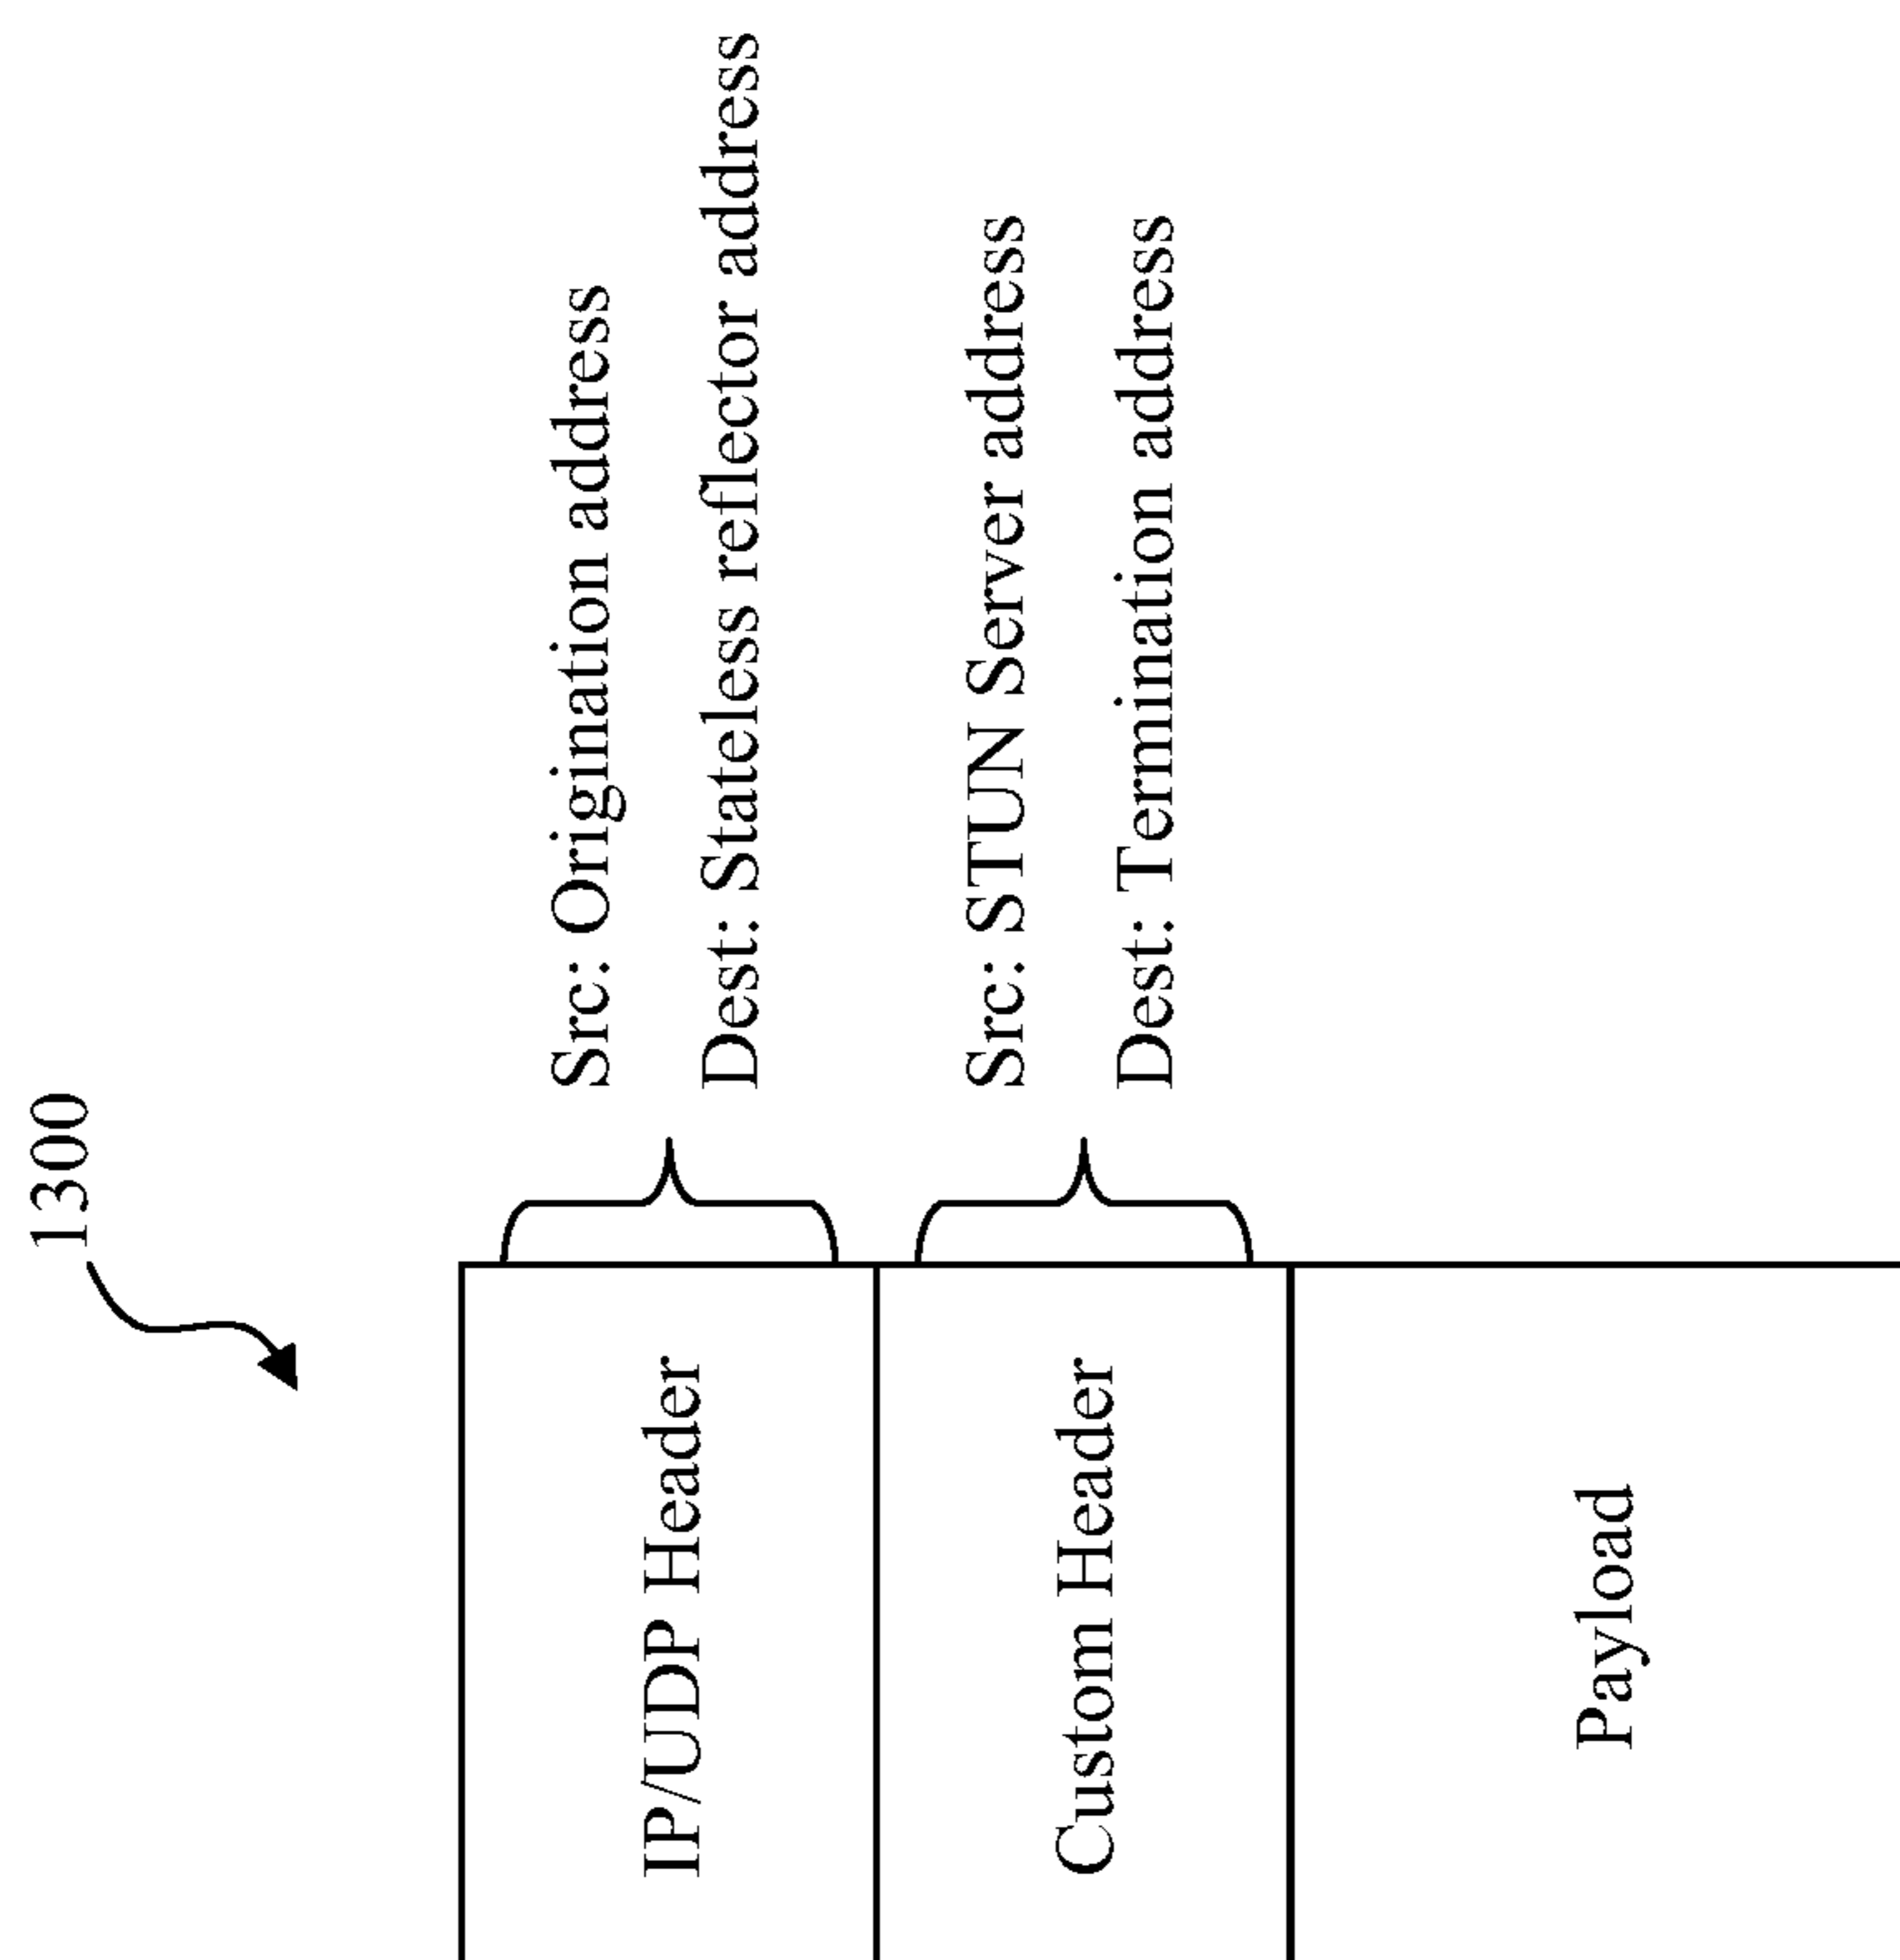 1300
IP/UDP Header
Src: Origination address
Dest: Stateless reflector address
Custom Header
Src: STUN Server address
Dest: Termination address
Payload